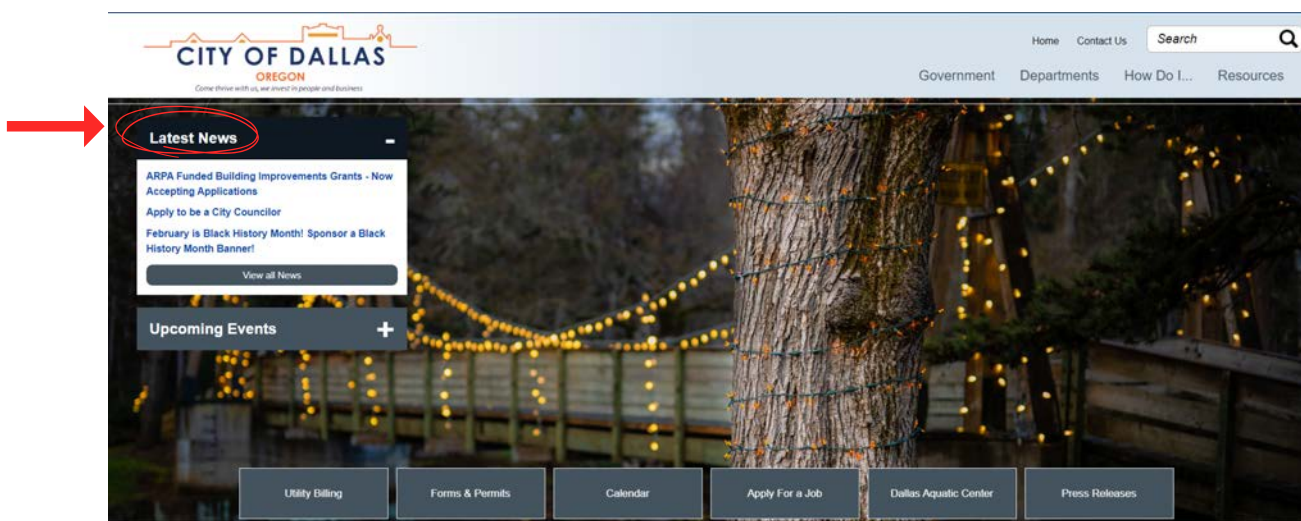 CITY OF DALLAS
OREGON
Come thrive with us, we invest in people and business
Home Contact Us Search
Government Departments How Do I... Resources
Latest News -
ARPA Funded Building Improvements Grants - Now
Accepting Applications
Apply to be a City Councilor
February is Black History Month! Sponsor a Black
History Month Banner!
View all News
Upcoming Events +
Utility Billing Forms & Permits Calendar Apply For a Job Dallas Aquatic Center Press Releases